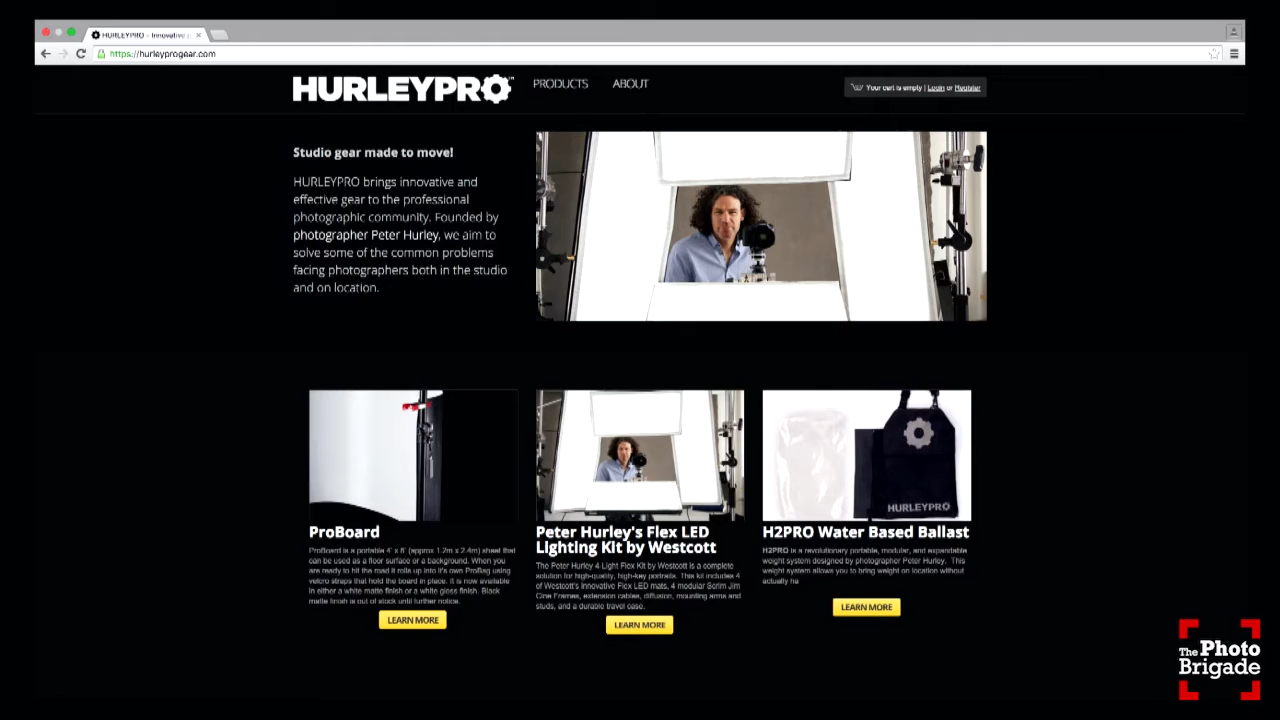 HURLEYPRO - Innovative
https://hurleyprogear.com
HURLEYPRO™
PRODUCTS
ABOUT
Your cart is empty | Login or Register
Studio gear made to move!
HURLEYPRO brings innovative and
effective gear to the professional
photographic community. Founded by
photographer Peter Hurley, we aim to
solve some of the common problems
facing photographers both in the studio
and on location.
HURLEYPRO
ProBoard
ProBoard is a portable 4' x 8' (approx 1.2m x 2.4m) sheet that
can be used as a floor surface or a background. When you
are ready to hit the road it rolls up into it's own ProBag using
velcro straps that hold the board in place. It is now available
in either a white matte finish or a white gloss finish. Black
matte finish is out of stock until further notice.
LEARN MORE
Peter Hurley's Flex LED
Lighting Kit by Westcott
The Peter Hurley 4 Light Flex Kit by Westcott is a complete
solution for high-quality, high-key portraits. This kit includes 4
of Westcott's innovative Flex LED mats, 4 modular Scrim Jim
Cine Frames, extension cables, diffusion, mounting arms and
studs, and a durable travel case.
LEARN MORE
H2PRO Water Based Ballast
H2PRO is a revolutionary portable, modular, and expandable
weight system designed by photographer Peter Hurley. This
weight system allows you to bring weight on location without
actually ha
LEARN MORE
The Photo
Brigade